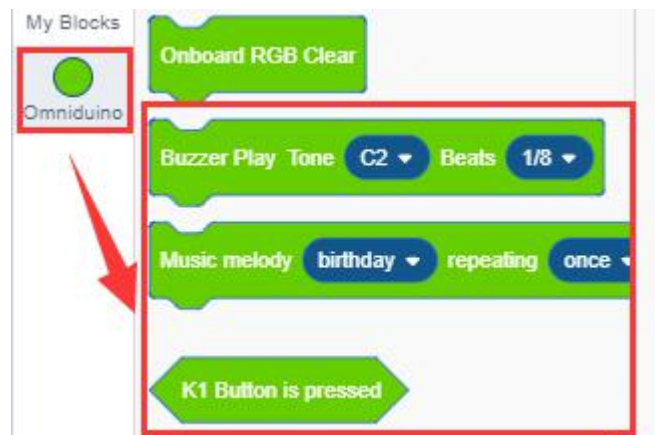 My Blocks
Omniduino
Onboard RGB Clear
Buzzer Play Tone C2 Beats 1/8
Music melody birthday repeating once
K1 Button is pressed